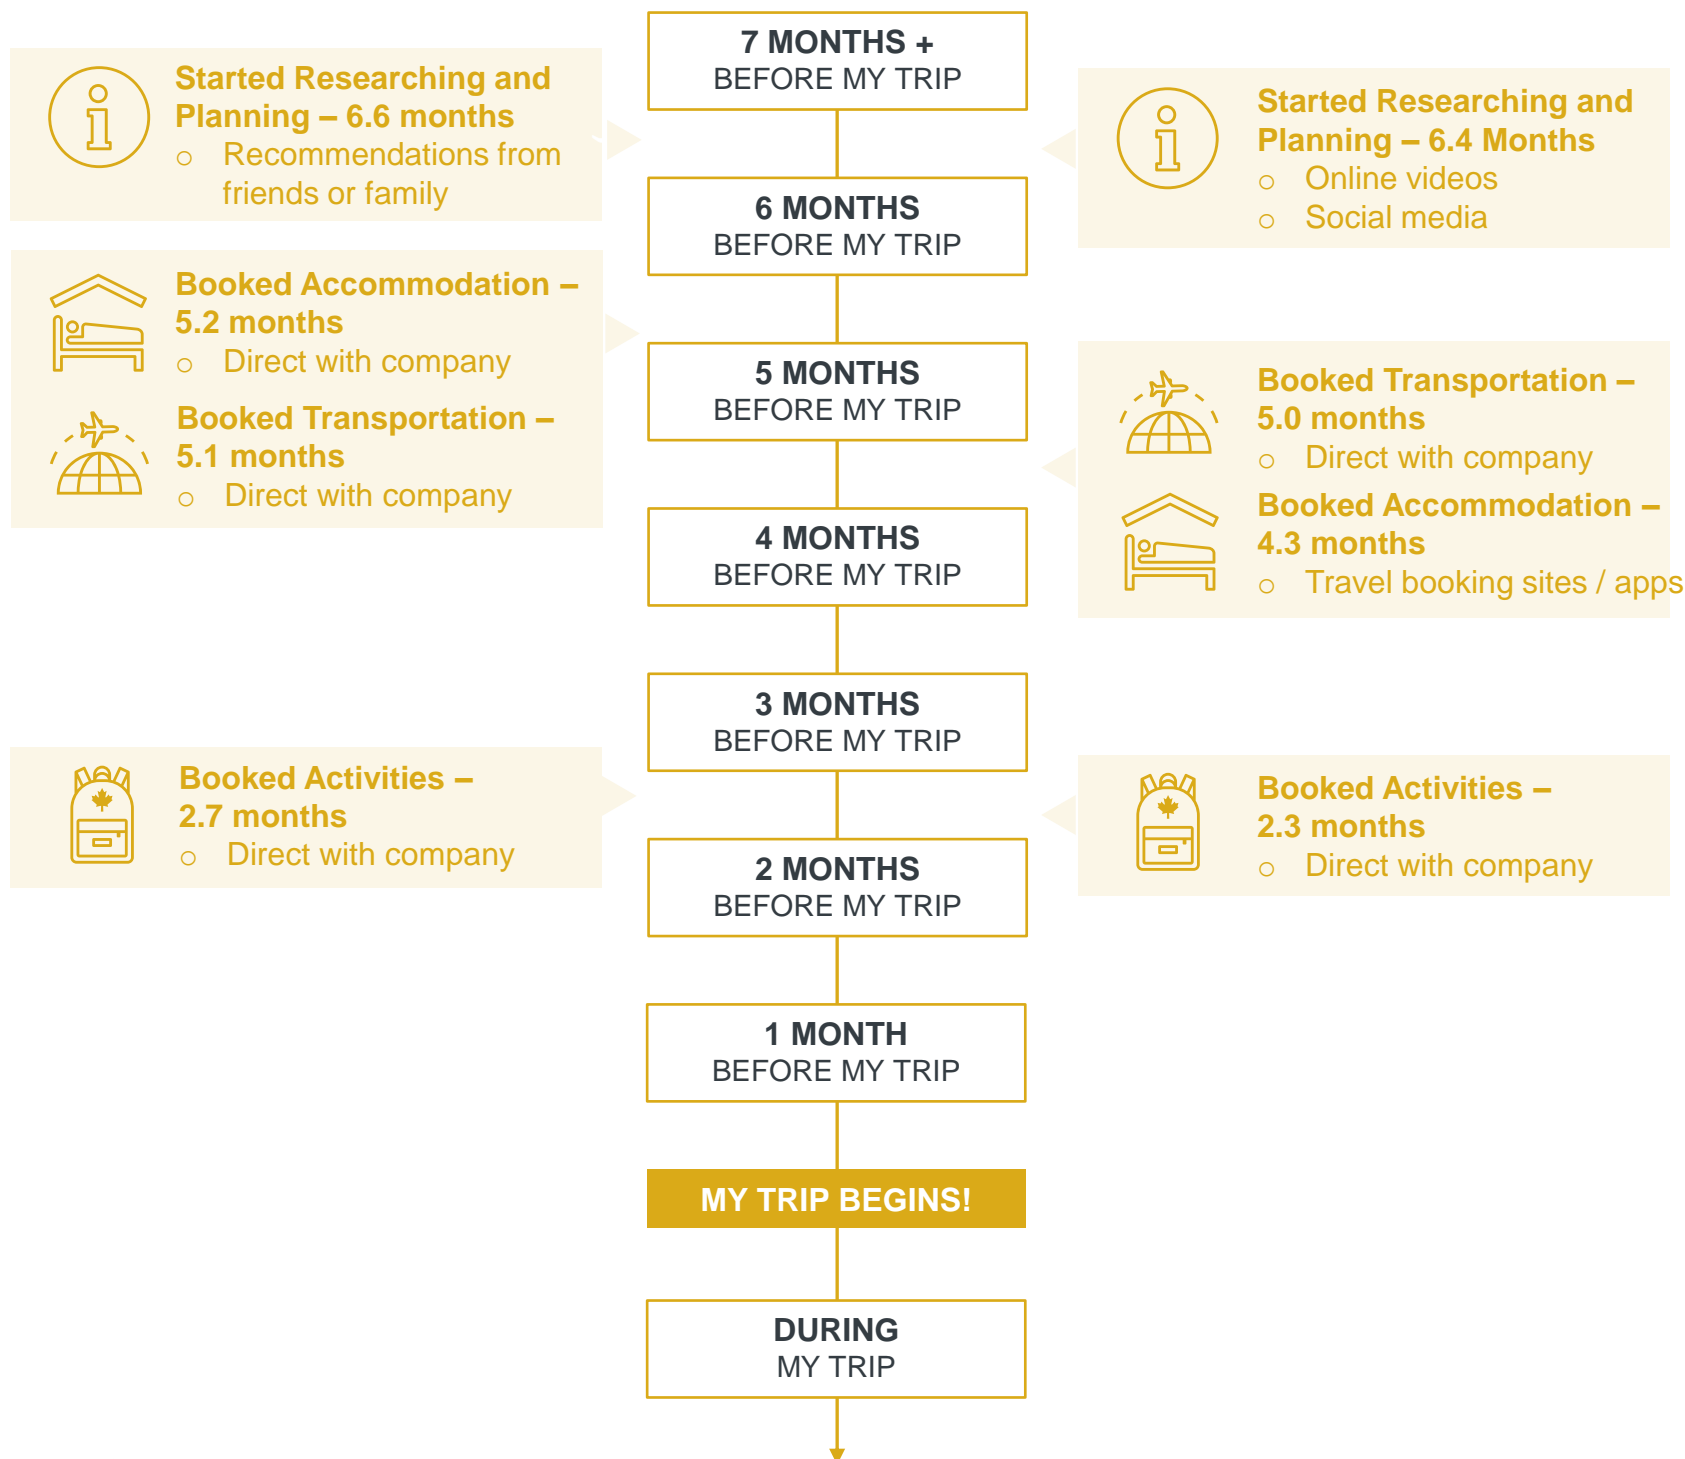 7 MONTHS +
BEFORE MY TRIP
Started Researching and
Planning – 6.6 months
o Recommendations from
friends or family
Started Researching and
Planning – 6.4 Months
o Online videos
o Social media
6 MONTHS
BEFORE MY TRIP
Booked Accommodation –
5.2 months
o Direct with company
Booked Transportation –
5.1 months
o Direct with company
5 MONTHS
BEFORE MY TRIP
Booked Transportation –
5.0 months
o Direct with company
Booked Accommodation –
4.3 months
o Travel booking sites / apps
4 MONTHS
BEFORE MY TRIP
3 MONTHS
BEFORE MY TRIP
Booked Activities –
2.7 months
o Direct with company
Booked Activities –
2.3 months
o Direct with company
2 MONTHS
BEFORE MY TRIP
1 MONTH
BEFORE MY TRIP
MY TRIP BEGINS!
DURING
MY TRIP